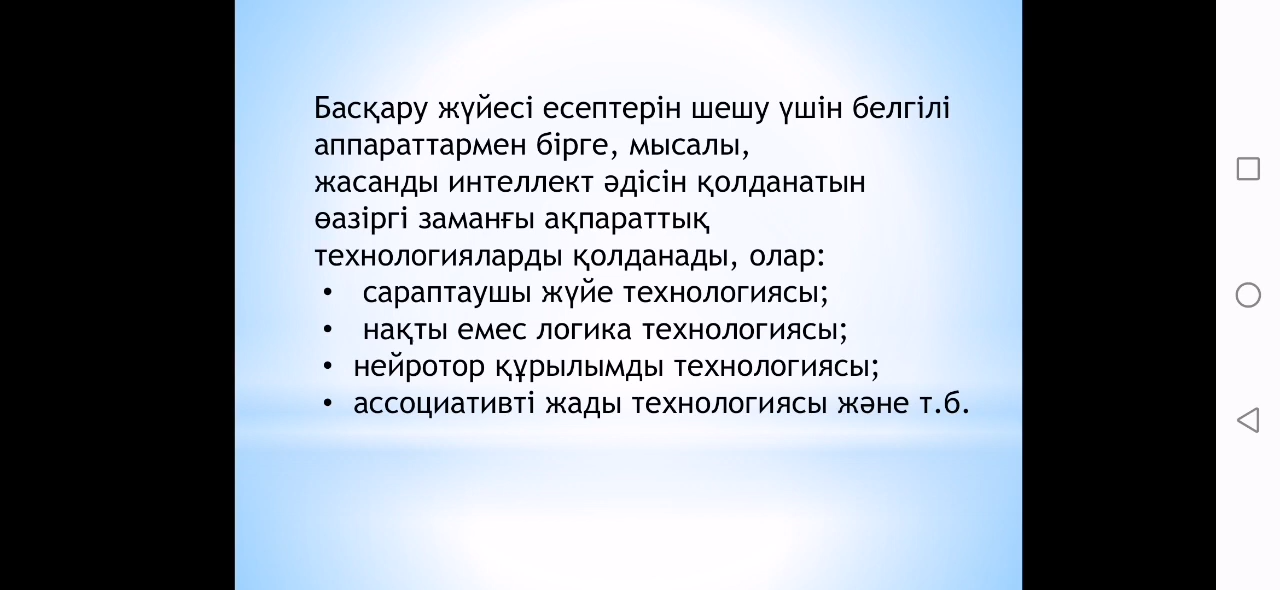 Басқару жүйесі есептерін шешу үшін белгілі
аппараттармен бірге, мысалы,
жасанды интеллект әдісін қолданатын
өазіргі заманғы ақпараттық
технологияларды қолданады, олар:
• сараптаушы жүйе технологиясы;
• нақты емес логика технологиясы;
• нейротор құрылымды технологиясы;
• ассоциативті жады технологиясы және т.б.